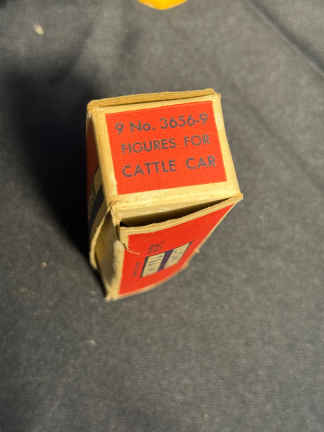 9 No. 3656-9
FIGURES FOR
CATTLE CAR